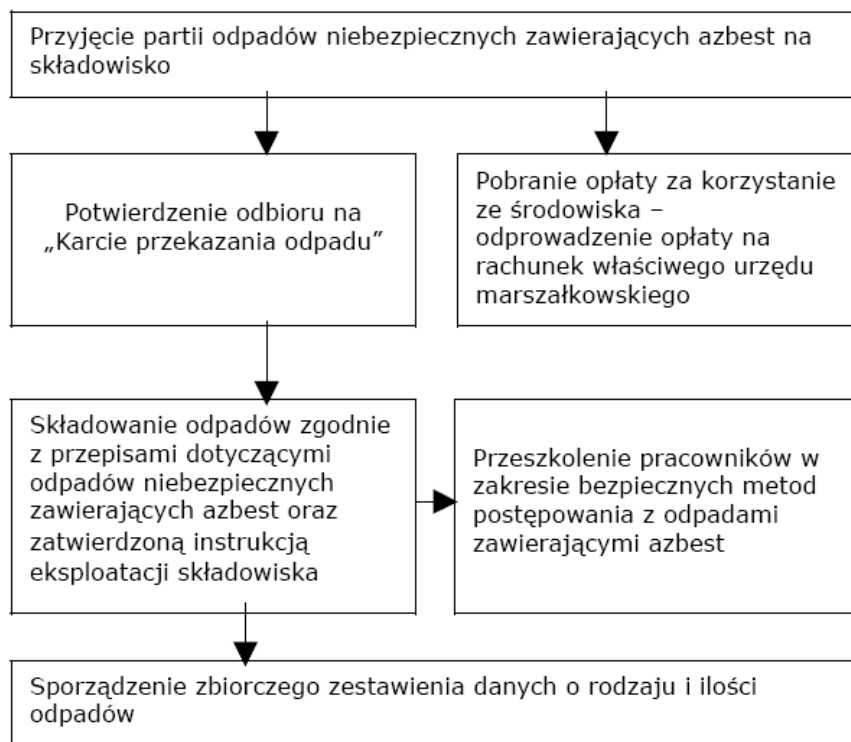 Przyjęcie partii odpadów niebezpiecznych zawierających azbest na
składowisko
Potwierdzenie odbioru na
„Karcie przekazania odpadu”
Pobranie opłaty za korzystanie
ze środowiska –
odprowadzenie opłaty na
rachunek właściwego urzędu
marszałkowskiego
Składowanie odpadów zgodnie
z przepisami dotyczącymi
odpadów niebezpiecznych
zawierających azbest oraz
zatwierdzoną instrukcją
eksploatacji składowiska
Przeszkolenie pracowników w
zakresie bezpiecznych metod
postępowania z odpadami
zawierającymi azbest
Sporządzenie zbiorczego zestawienia danych o rodzaju i ilości
odpadów